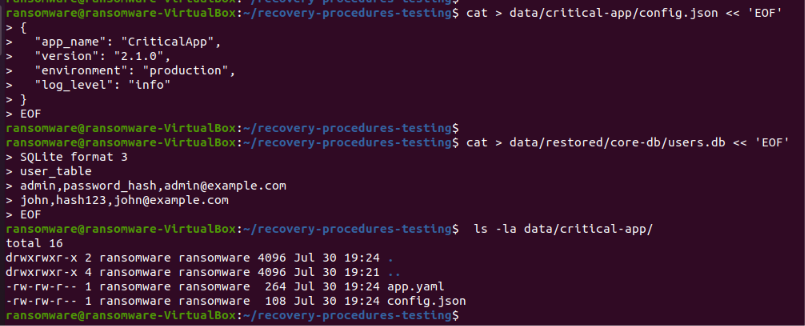 ransomware@ransomware-VirtualBox:~/recovery-procedures-testing$ cat > data/critical-app/config.json << 'EOF'
> {
>   "app_name": "CriticalApp",
>   "version": "2.1.0",
>   "environment": "production",
>   "log_level": "info"
> }
> EOF
ransomware@ransomware-VirtualBox:~/recovery-procedures-testing$
ransomware@ransomware-VirtualBox:~/recovery-procedures-testing$ cat > data/restored/core-db/users.db << 'EOF'
> SQLite format 3
> user_table
> admin,password_hash,admin@example.com
> john,hash123,john@example.com
> EOF
ransomware@ransomware-VirtualBox:~/recovery-procedures-testing$  ls -la data/critical-app/
total 16
drwxrwxr-x 2 ransomware ransomware 4096 Jul 30 19:24 .
drwxrwxr-x 4 ransomware ransomware 4096 Jul 30 19:21 ..
-rw-rw-r-- 1 ransomware ransomware  264 Jul 30 19:24 app.yaml
-rw-rw-r-- 1 ransomware ransomware  108 Jul 30 19:24 config.json
ransomware@ransomware-VirtualBox:~/recovery-procedures-testing$